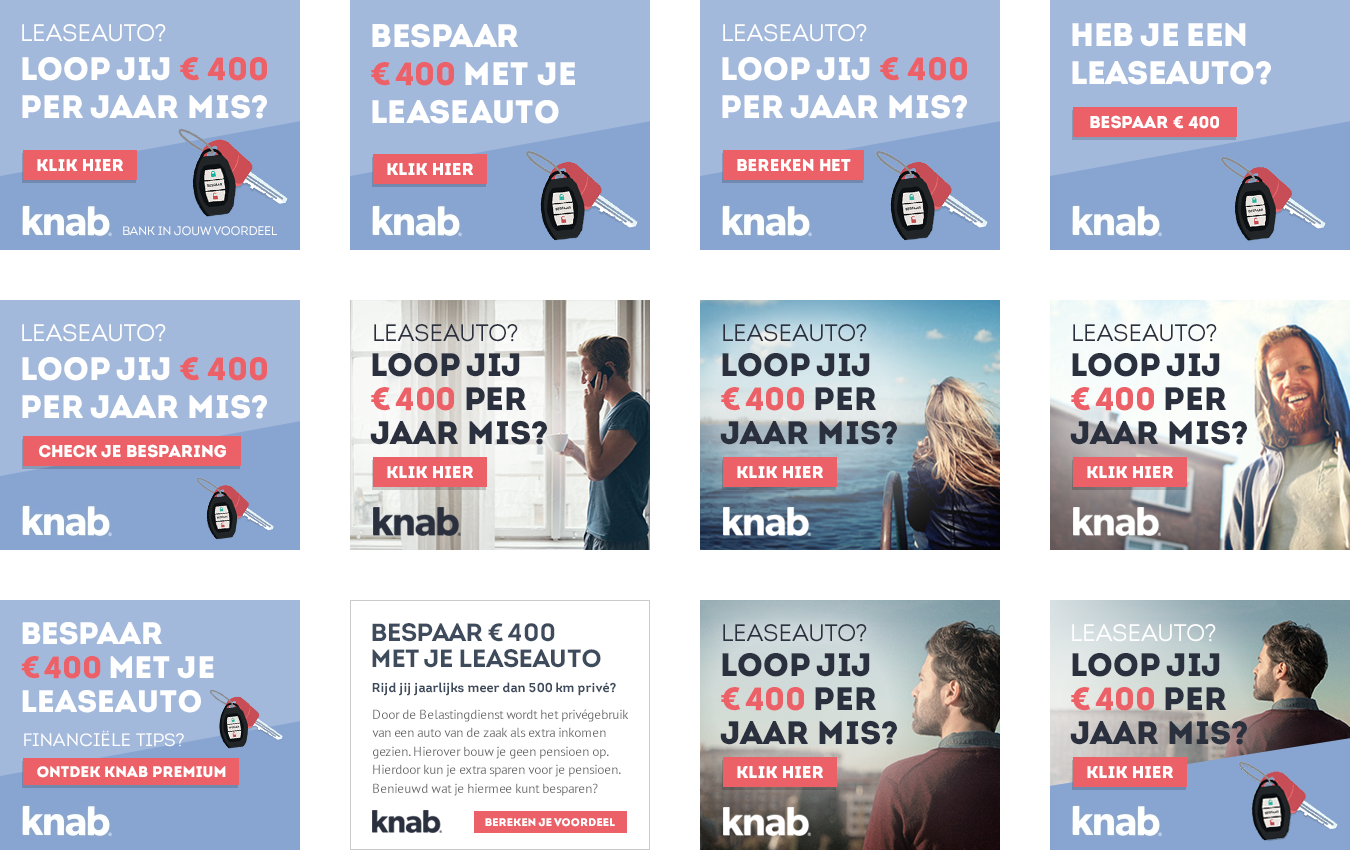 LEASEAUTO?
LOOP JIJ € 400
PER JAAR MIS?
KLIK HIER
knab.
BANK IN JOUW VOORDEEL
BESPAAR
€ 400 MET JE
LEASEAUTO
KLIK HIER
knab.
LEASEAUTO?
LOOP JIJ € 400
PER JAAR MIS?
BEREKEN HET
knab.
HEB JE EEN
LEASEAUTO?
BESPAAR € 400
knab.
LEASEAUTO?
LOOP JIJ € 400
PER JAAR MIS?
CHECK JE BESPARING
knab.
LEASEAUTO?
LOOP JIJ
€ 400 PER
JAAR MIS?
KLIK HIER
knab.
LEASEAUTO?
LOOP JIJ
€ 400 PER
JAAR MIS?
KLIK HIER
knab.
LEASEAUTO?
LOOP JIJ
€ 400 PER
JAAR MIS?
KLIK HIER
knab.
BESPAAR
€ 400 MET JE
LEASEAUTO
FINANCIËLE TIPS?
ONTDEK KNAB PREMIUM
knab.
BESPAAR € 400
MET JE LEASEAUTO
Rijd jij jaarlijks meer dan 500 km privé?
Door de Belastingdienst wordt het privégebruik
van een auto van de zaak als extra inkomen
gezien. Hierover bouw je geen pensioen op.
Hierdoor kun je extra sparen voor je pensioen.
Benieuwd wat je hiermee kunt besparen?
knab.
BEREKEN JE VOORDEEL
LEASEAUTO?
LOOP JIJ
€ 400 PER
JAAR MIS?
KLIK HIER
knab.
LEASEAUTO?
LOOP JIJ
€ 400 PER
JAAR MIS?
KLIK HIER
knab.